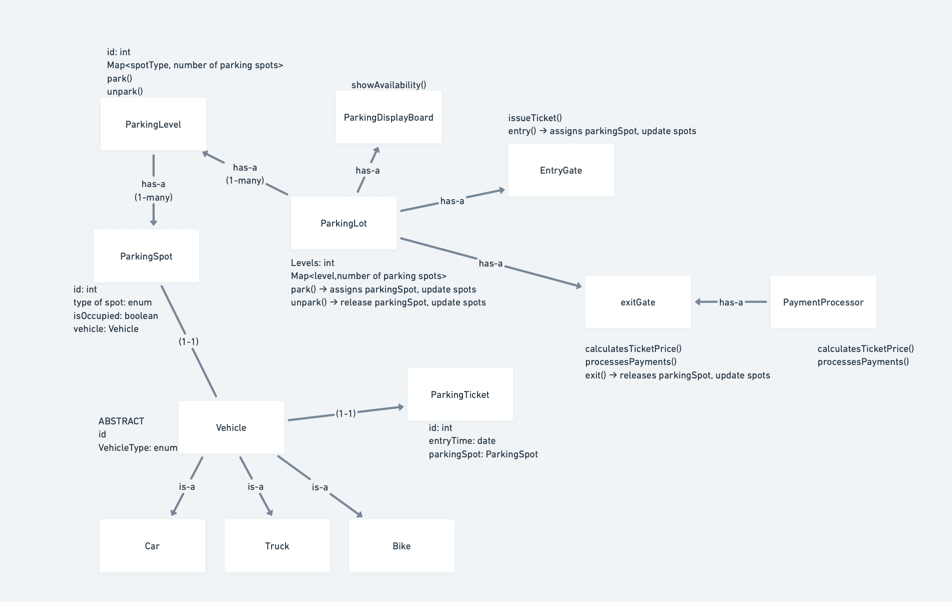 id: int
Map<spotType, number of parking spots>
park()
unpark()
ParkingLevel
showAvailability()
ParkingDisplayBoard
issueTicket()
entry() → assigns parkingSpot, update spots
EntryGate
has-a
(1-many)
has-a
has-a
(1-many)
has-a
ParkingLot
ParkingSpot
Levels: int
Map<level,number of parking spots>
park() → assigns parkingSpot, update spots
unpark() → release parkingSpot, update spots
has-a
id: int
type of spot: enum
isOccupied: boolean
vehicle: Vehicle
exitGate
has-a
PaymentProcessor
(1-1)
calculatesTicketPrice()
processesPayments()
exit() → releases parkingSpot, update spots
calculatesTicketPrice()
processesPayments()
ParkingTicket
id: int
entryTime: date
parkingSpot: ParkingSpot
(1-1)
ABSTRACT
id
VehicleType: enum
Vehicle
is-a
is-a
is-a
Car
Truck
Bike